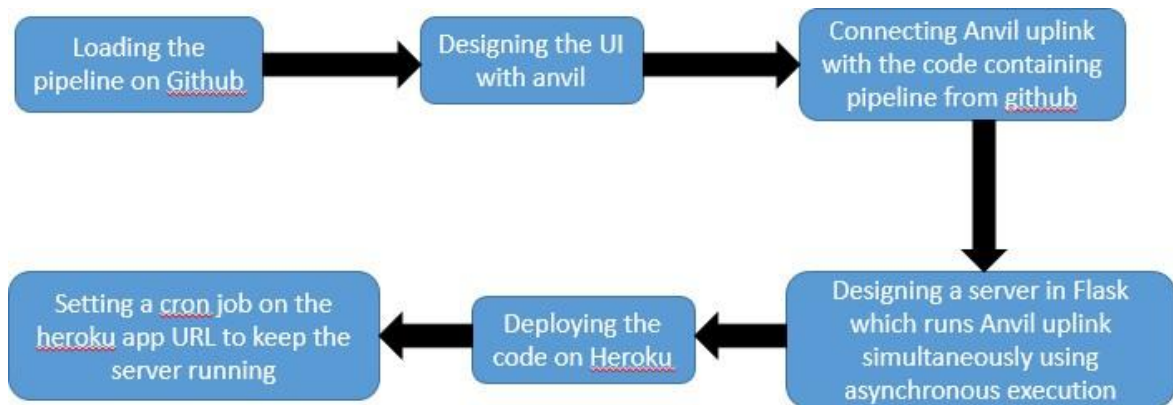 Loading the
pipeline on Github
Designing the UI
with anvil
Connecting Anvil uplink
with the code containing
pipeline from github
Designing a server in Flask
which runs Anvil uplink
simultaneously using
asynchronous execution
Deploying the
code on Heroku
Setting a cron job on the
heroku app URL to keep the
server running